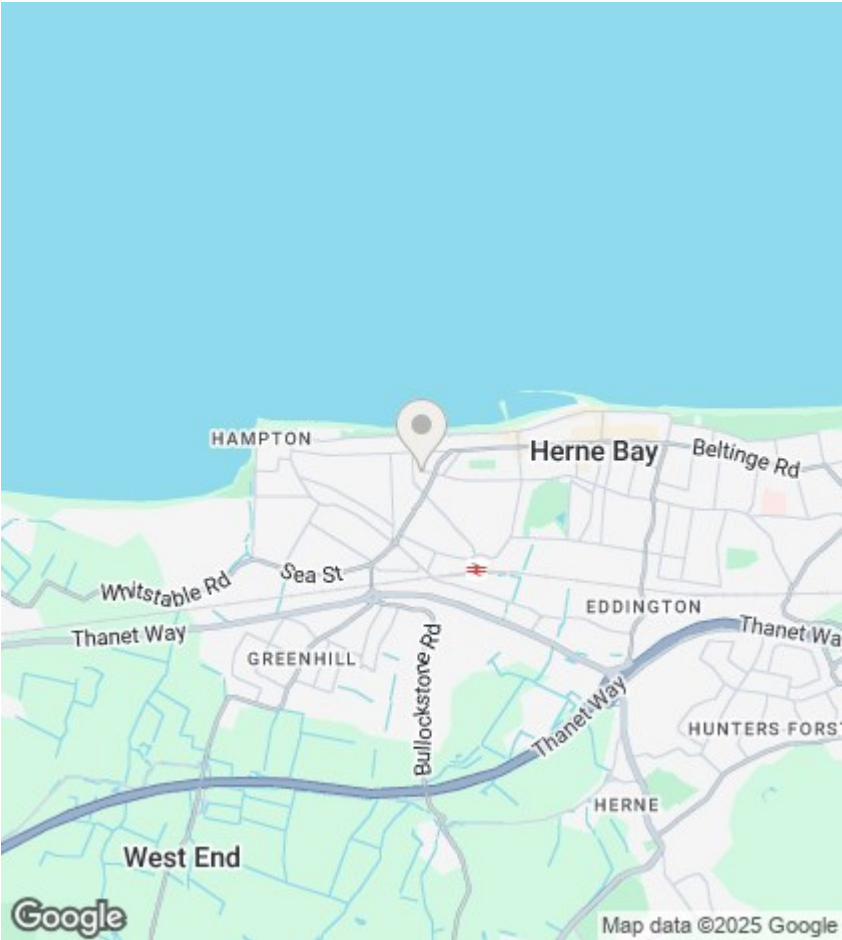 HAMPTON
Herne Bay
Beltinge Rd
Whitstable Rd
Sea St
EDDINGTON
Thanet Way
Thanet Wa
GREENHILL
Bullockstone Rd
Thanet Way
HUNTERS FORS
HERNE
West End
Google
Map data ©2025 Google